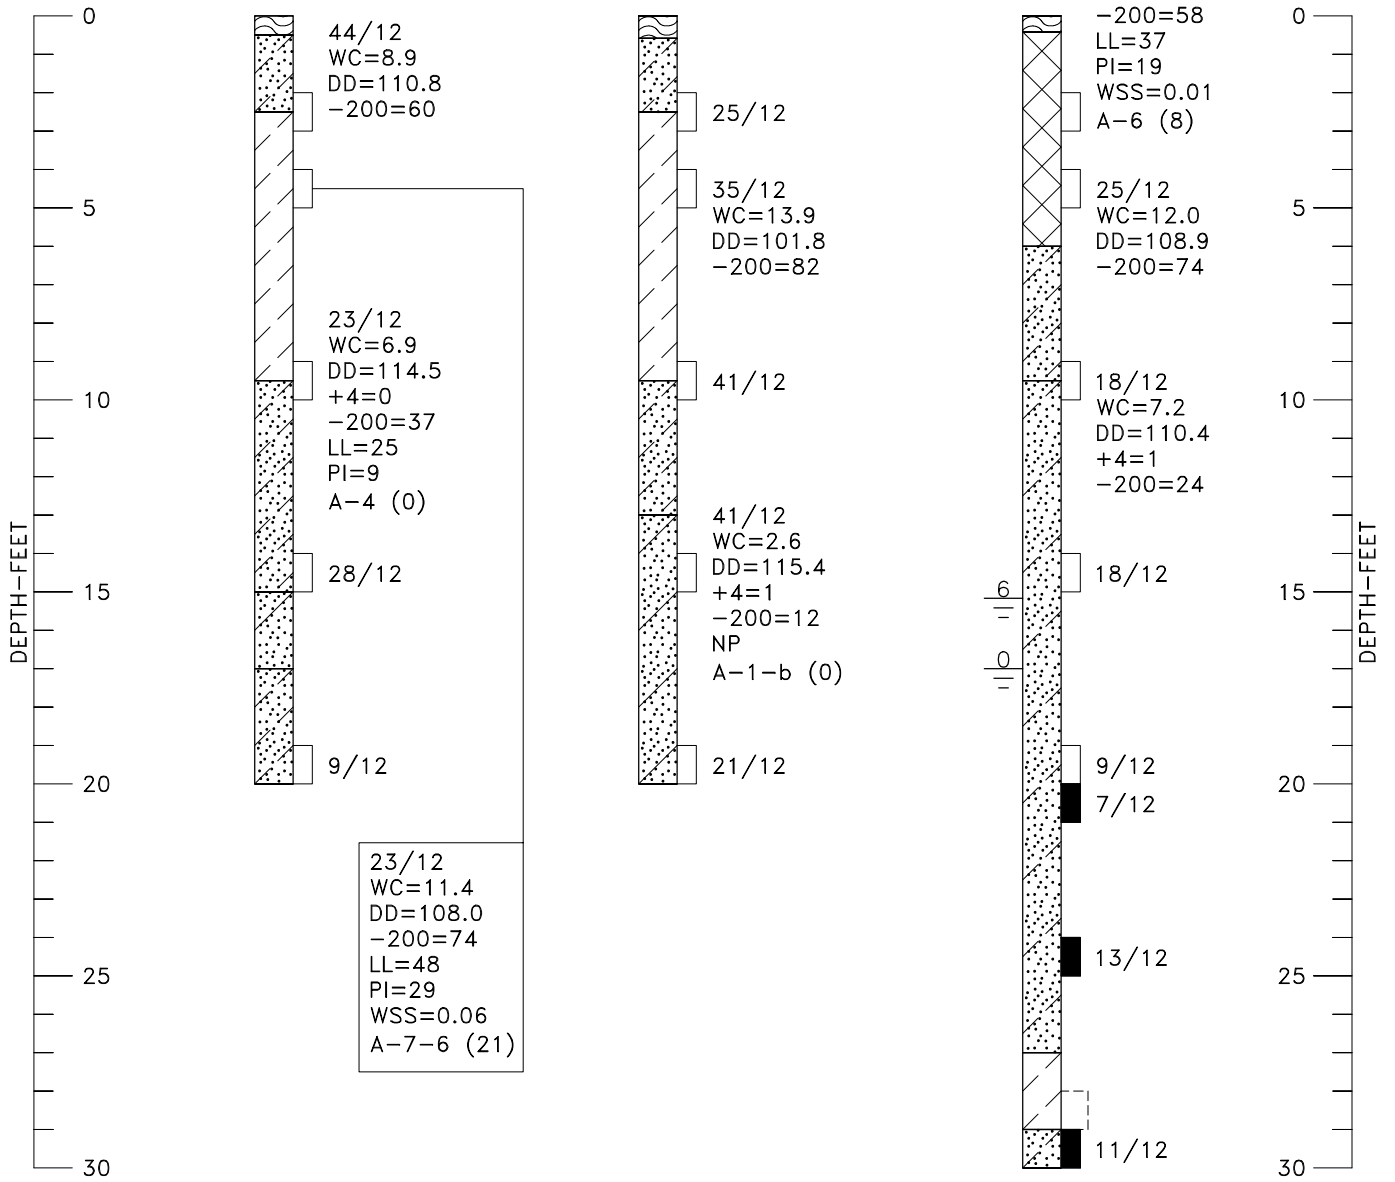 0
5
10
15
20
25
30
DEPTH-FEET
44/12
WC=8.9
DD=110.8
-200=60
23/12
WC=6.9
DD=114.5
+4=0
-200=37
LL=25
PI=9
A-4 (0)
28/12
9/12
23/12
WC=11.4
DD=108.0
-200=74
LL=48
PI=29
WSS=0.06
A-7-6 (21)
25/12
35/12
WC=13.9
DD=101.8
-200=82
41/12
41/12
WC=2.6
DD=115.4
+4=1
-200=12
NP
A-1-b (0)
21/12
-200=58
LL=37
PI=19
WSS=0.01
A-6 (8)
25/12
WC=12.0
DD=108.9
-200=74
18/12
WC=7.2
DD=110.4
+4=1
-200=24
18/12
6
0
9/12
7/12
13/12
11/12
0
5
10
15
20
25
30
DEPTH-FEET